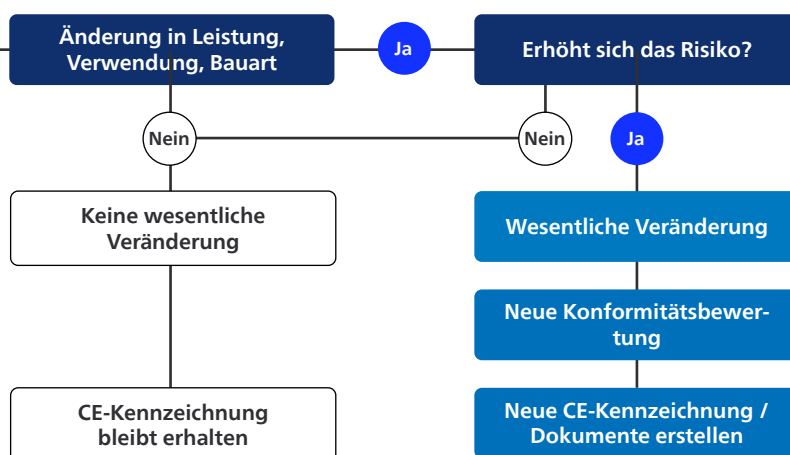 Änderung in Leistung,
Verwendung, Bauart
Ja
Erhöht sich das Risiko?
Nein
Nein
Ja
Keine wesentliche
Veränderung
Wesentliche Veränderung
Neue Konformitätsbewer-
tung
CE-Kennzeichnung
bleibt erhalten
Neue CE-Kennzeichnung /
Dokumente erstellen